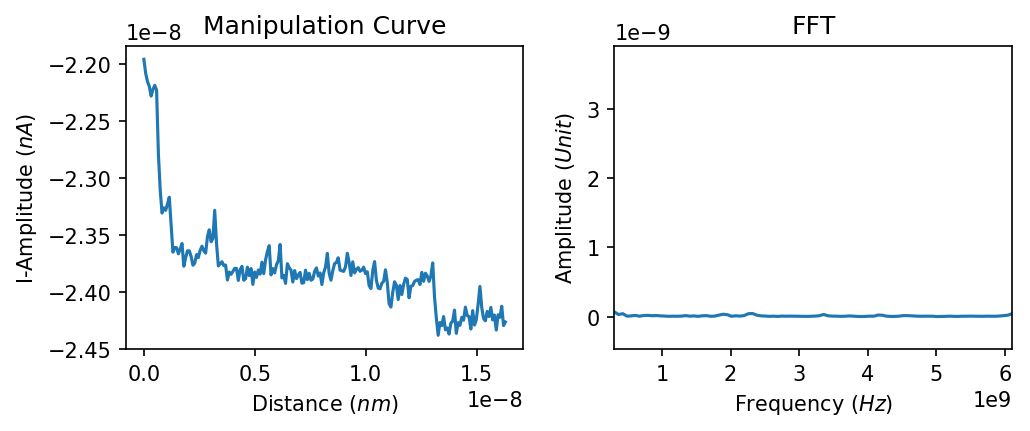 Manipulation Curve
1e−8
−2.20
−2.25
−2.30
−2.35
−2.40
−2.45
I-Amplitude (nA)
0.0 0.5 1.0 1.5
1e−8
Distance (nm)
FFT
1e−9
3
2
1
0
Amplitude (Unit)
1 2 3 4 5 6
1e9
Frequency (Hz)